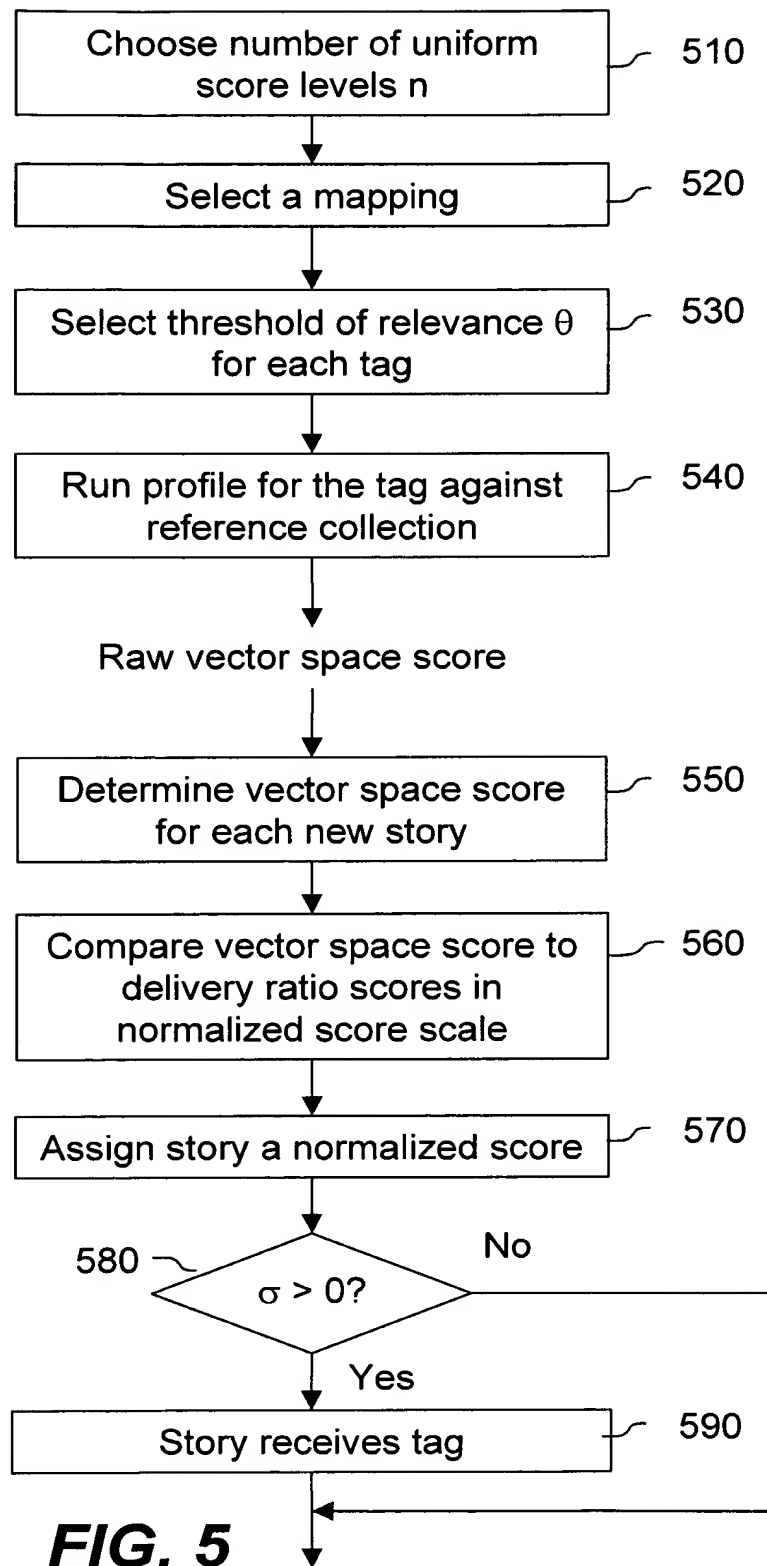 Choose number of uniform
score levels n
510
Select a mapping
520
Select threshold of relevance θ
for each tag
530
Run profile for the tag against
reference collection
540
Raw vector space score
Determine vector space score
for each new story
550
Compare vector space score to
delivery ratio scores in
normalized score scale
560
Assign story a normalized score
570
580
σ > 0?
No
Yes
Story receives tag
590
FIG. 5